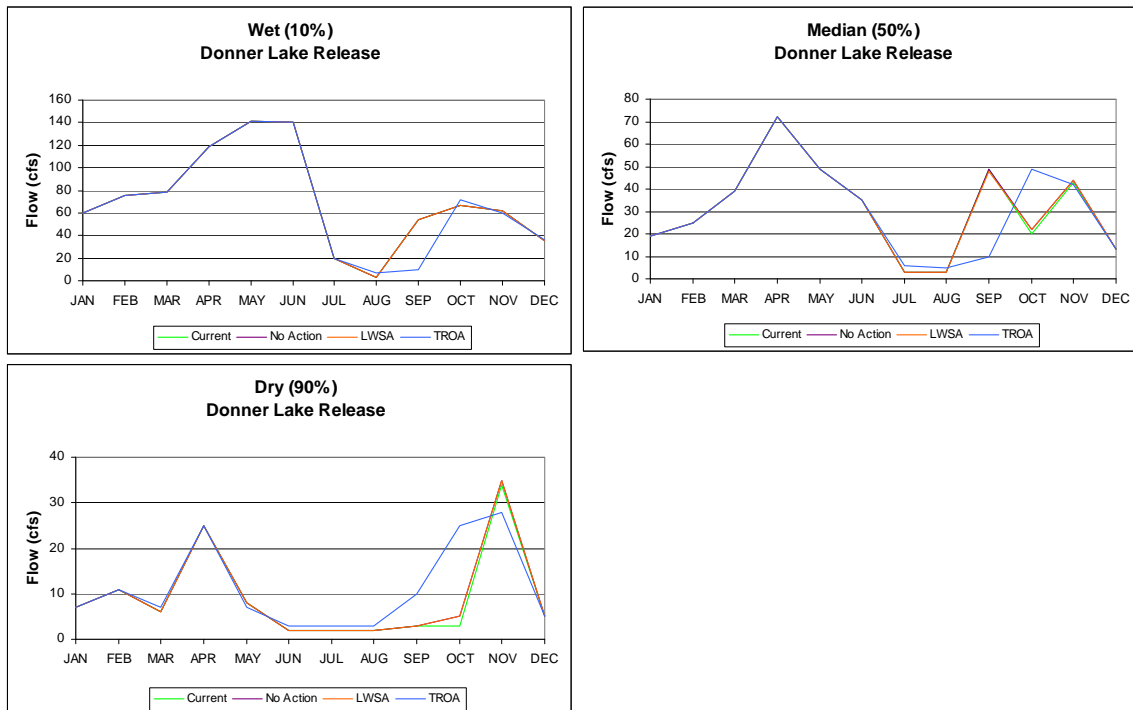 Wet (10%)
Donner Lake Release
Flow (cfs)
160
140
120
100
80
60
40
20
0
JAN FEB MAR APR MAY JUN JUL AUG SEP OCT NOV DEC
Current No Action LWSA TROA
Median (50%)
Donner Lake Release
Flow (cfs)
80
70
60
50
40
30
20
10
0
JAN FEB MAR APR MAY JUN JUL AUG SEP OCT NOV DEC
Current No Action LWSA TROA
Dry (90%)
Donner Lake Release
Flow (cfs)
40
30
20
10
0
JAN FEB MAR APR MAY JUN JUL AUG SEP OCT NOV DEC
Current No Action LWSA TROA